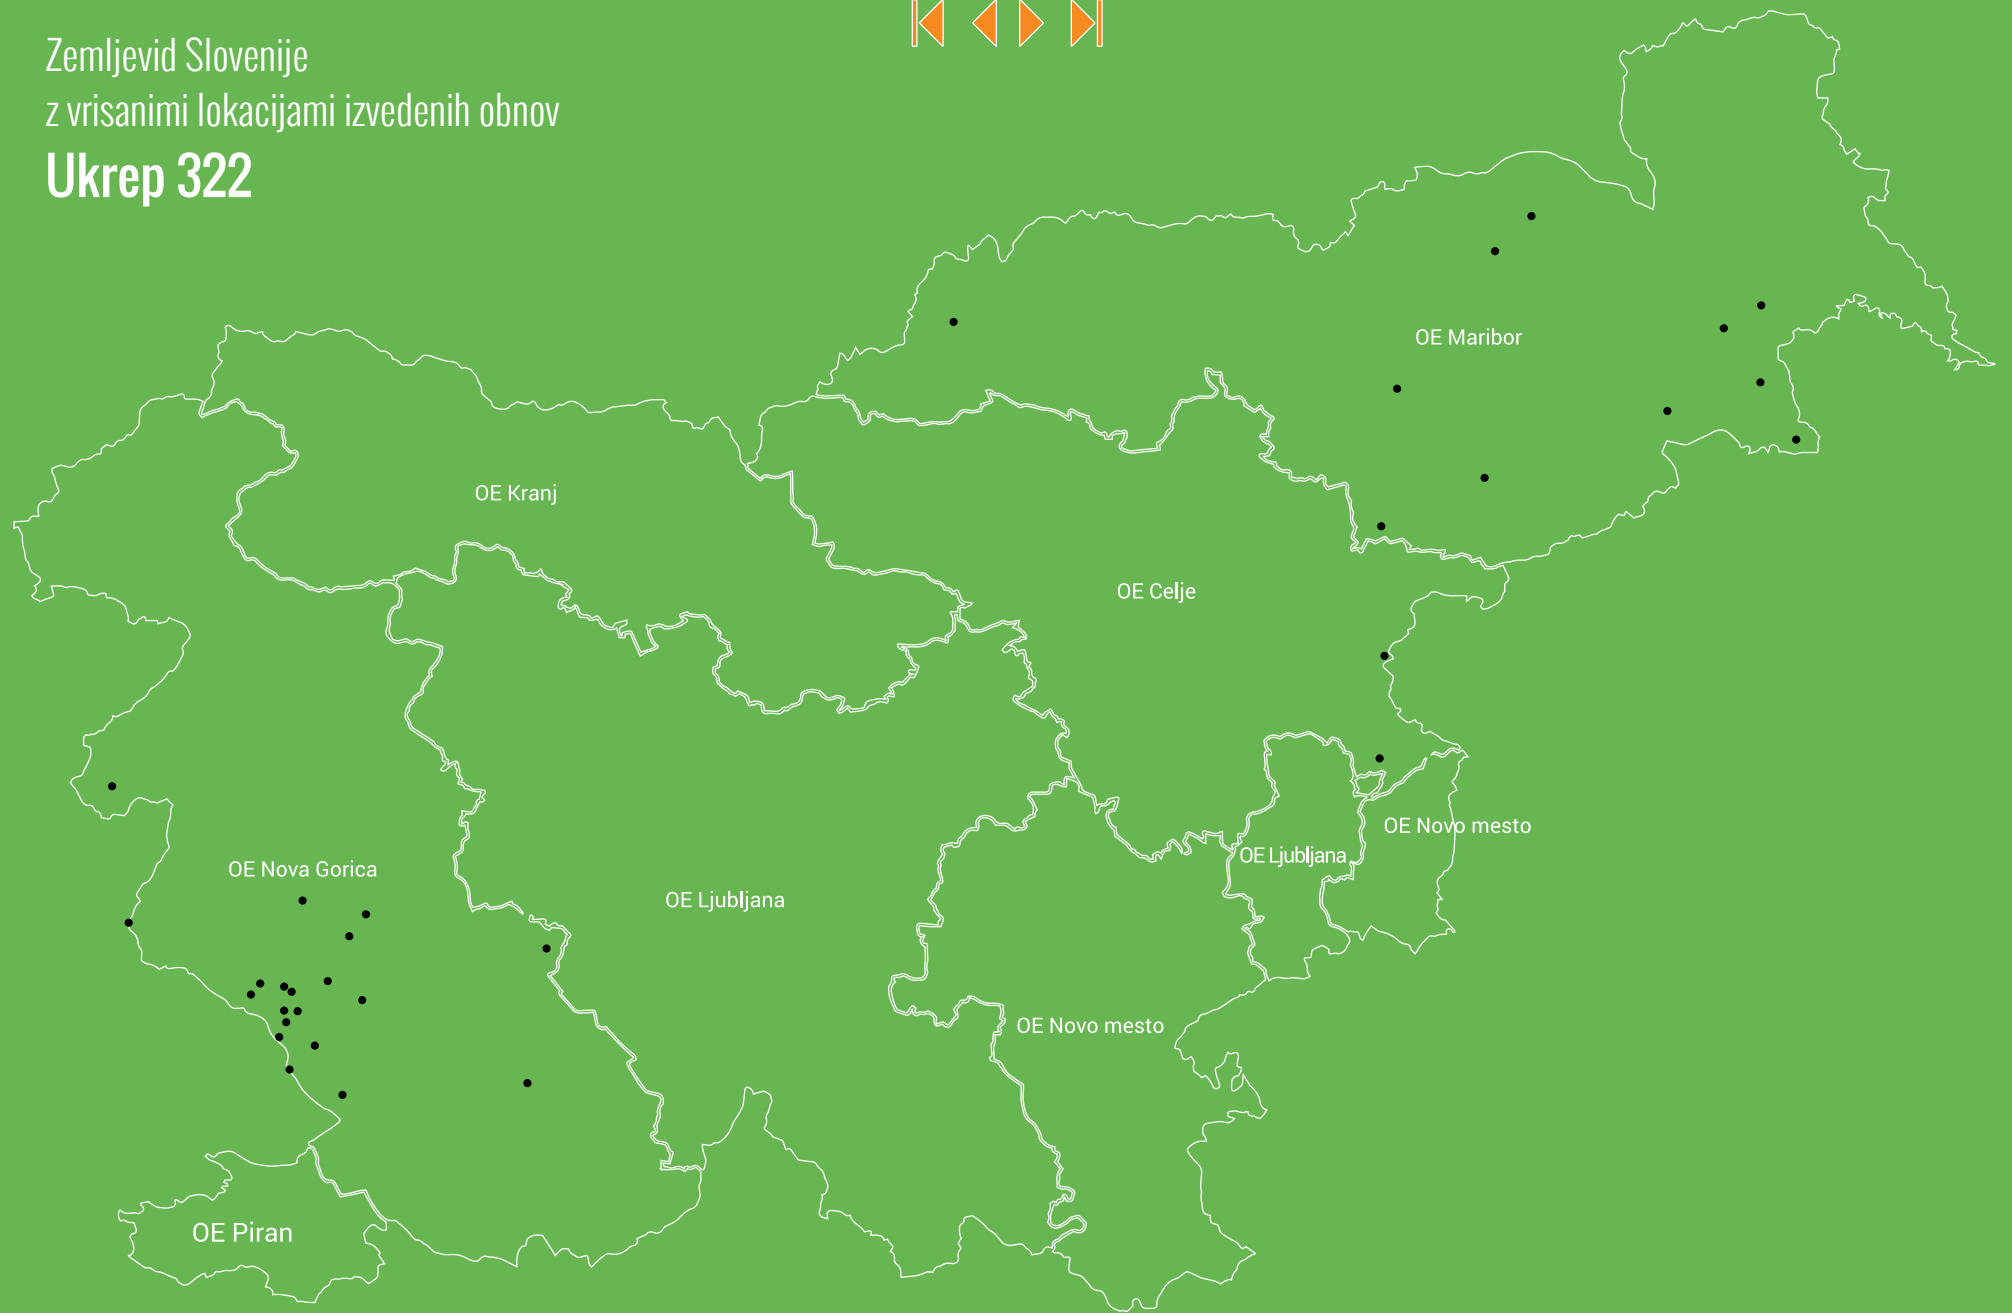 Zemljevid Slovenije
z vrisanimi lokacijami izvedenih obnov
Ukrep 322
OE Maribor
OE Kranj
OE Celje
OE Novo mesto
OE Ljubljana
OE Nova Gorica
OE Ljubljana
OE Novo mesto
OE Piran